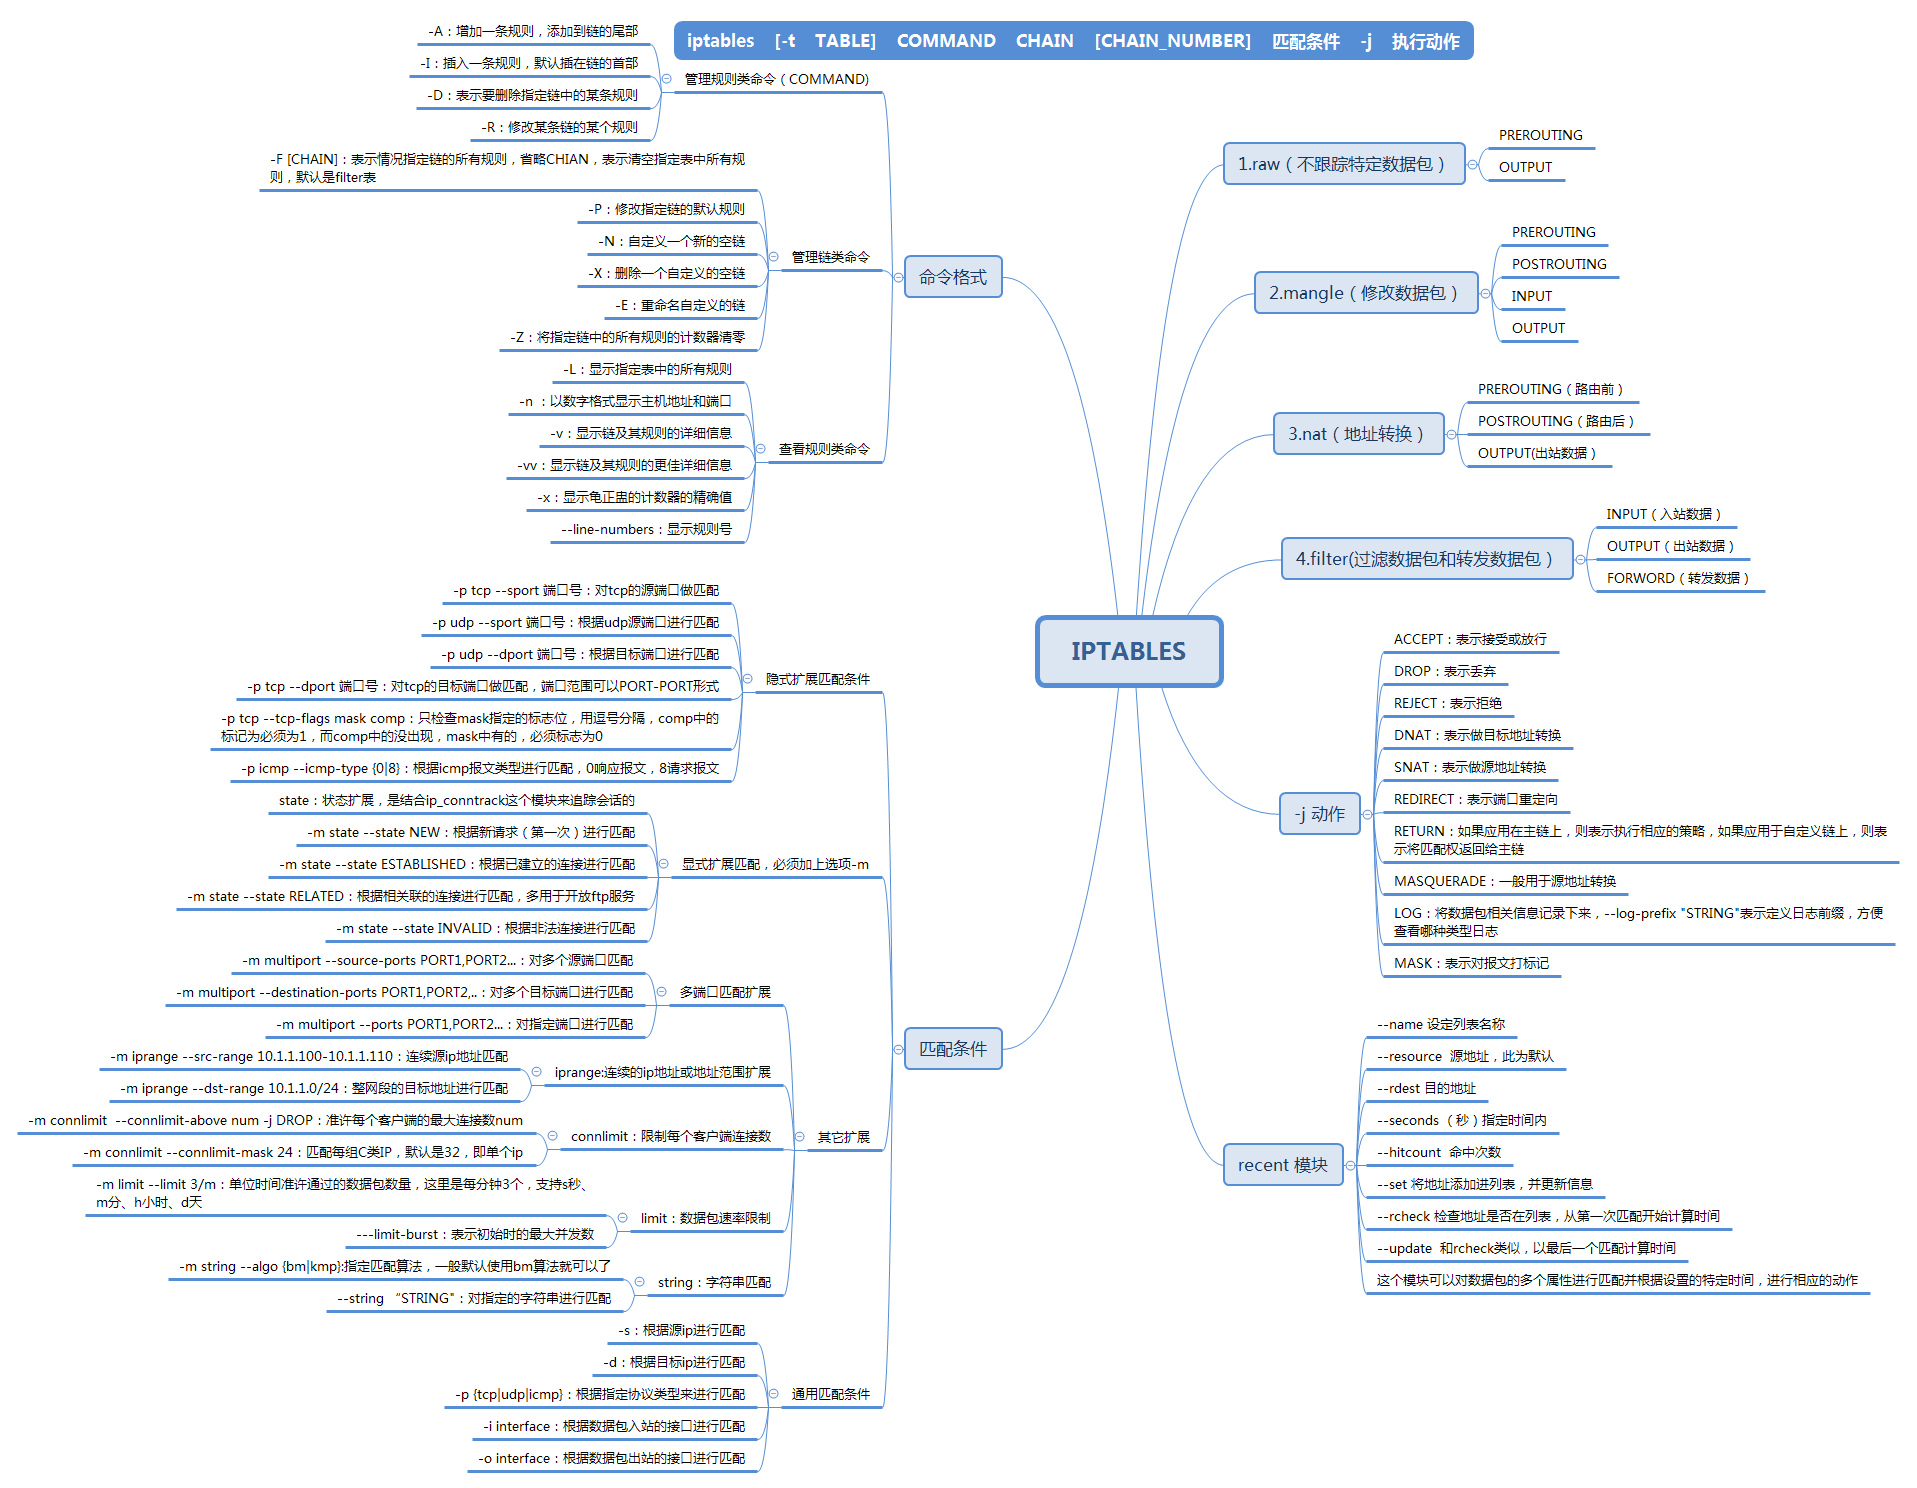 iptables [-t TABLE] COMMAND CHAIN [CHAIN_NUMBER] 匹配条件 -j 执行动作
IPTABLES
命令格式
管理规则类命令（COMMAND)
-A：增加一条规则，添加到链的尾部
-I：插入一条规则，默认插在链的首部
-D：表示要删除指定链中的某条规则
-R：修改某条链的某个规则
管理链类命令
-F [CHAIN]：表示情况指定链的所有规则，省略CHIAN，表示清空指定表中所有规
则，默认是filter表
-P：修改指定链的默认规则
-N：自定义一个新的空链
-X：删除一个自定义的空链
-E：重命名自定义的链
-Z：将指定链中的所有规则的计数器清零
查看规则类命令
-L：显示指定表中的所有规则
-n ：以数字格式显示主机地址和端口
-v：显示链及其规则的详细信息
-vv：显示链及其规则的更佳详细信息
-x：显示龟正盅的计数器的精确值
--line-numbers：显示规则号
匹配条件
隐式扩展匹配条件
-p tcp --sport 端口号：对tcp的源端口做匹配
-p udp --sport 端口号：根据udp源端口进行匹配
-p udp --dport 端口号：根据目标端口进行匹配
-p tcp --dport 端口号：对tcp的目标端口做匹配，端口范围可以PORT-PORT形式
-p tcp --tcp-flags mask comp：只检查mask指定的标志位，用逗号分隔，comp中的
标记为必须为1，而comp中的没出现，mask中有的，必须标志为0
-p icmp --icmp-type {0|8}：根据icmp报文类型进行匹配，0响应报文，8请求报文
显式扩展匹配，必须加上选项-m
state：状态扩展，是结合ip_conntrack这个模块来追踪会话的
-m state --state NEW：根据新请求（第一次）进行匹配
-m state --state ESTABLISHED：根据已建立的连接进行匹配
-m state --state RELATED：根据相关联的连接进行匹配，多用于开放ftp服务
-m state --state INVALID：根据非法连接进行匹配
其它扩展
多端口匹配扩展
-m multiport --source-ports PORT1,PORT2...：对多个源端口匹配
-m multiport --destination-ports PORT1,PORT2,..：对多个目标端口进行匹配
-m multiport --ports PORT1,PORT2...：对指定端口进行匹配
iprange:连续的ip地址或地址范围扩展
-m iprange --src-range 10.1.1.100-10.1.1.110：连续源ip地址匹配
-m iprange --dst-range 10.1.1.0/24：整网段的目标地址进行匹配
connlimit：限制每个客户端连接数
-m connlimit  --connlimit-above num -j DROP：准许每个客户端的最大连接数num
-m connlimit --connlimit-mask 24：匹配每组C类IP，默认是32，即单个ip
limit：数据包速率限制
-m limit --limit 3/m：单位时间准许通过的数据包数量，这里是每分钟3个，支持s秒、
m分、h小时、d天
---limit-burst：表示初始时的最大并发数
string：字符串匹配
-m string --algo {bm|kmp}:指定匹配算法，一般默认使用bm算法就可以了
--string “STRING"：对指定的字符串进行匹配
通用匹配条件
-s：根据源ip进行匹配
-d：根据目标ip进行匹配
-p {tcp|udp|icmp}：根据指定协议类型来进行匹配
-i interface：根据数据包入站的接口进行匹配
-o interface：根据数据包出站的接口进行匹配
1.raw（不跟踪特定数据包）
PREROUTING
OUTPUT
2.mangle（修改数据包）
PREROUTING
POSTROUTING
INPUT
OUTPUT
3.nat（地址转换）
PREROUTING（路由前）
POSTROUTING（路由后）
OUTPUT(出站数据）
4.filter(过滤数据包和转发数据包）
INPUT（入站数据）
OUTPUT（出站数据）
FORWORD（转发数据）
-j 动作
ACCEPT：表示接受或放行
DROP：表示丢弃
REJECT：表示拒绝
DNAT：表示做目标地址转换
SNAT：表示做源地址转换
REDIRECT：表示端口重定向
RETURN：如果应用在主链上，则表示执行相应的策略，如果应用于自定义链上，则表
示将匹配权返回给主链
MASQUERADE：一般用于源地址转换
LOG：将数据包相关信息记录下来，--log-prefix "STRING"表示定义日志前缀，方便
查看哪种类型日志
MASK：表示对报文打标记
recent 模块
--name 设定列表名称
--resource  源地址，此为默认
--rdest 目的地址
--seconds （秒）指定时间内
--hitcount  命中次数
--set 将地址添加进列表，并更新信息
--rcheck 检查地址是否在列表，从第一次匹配开始计算时间
--update  和rcheck类似，以最后一个匹配计算时间
这个模块可以对数据包的多个属性进行匹配并根据设置的特定时间，进行相应的动作